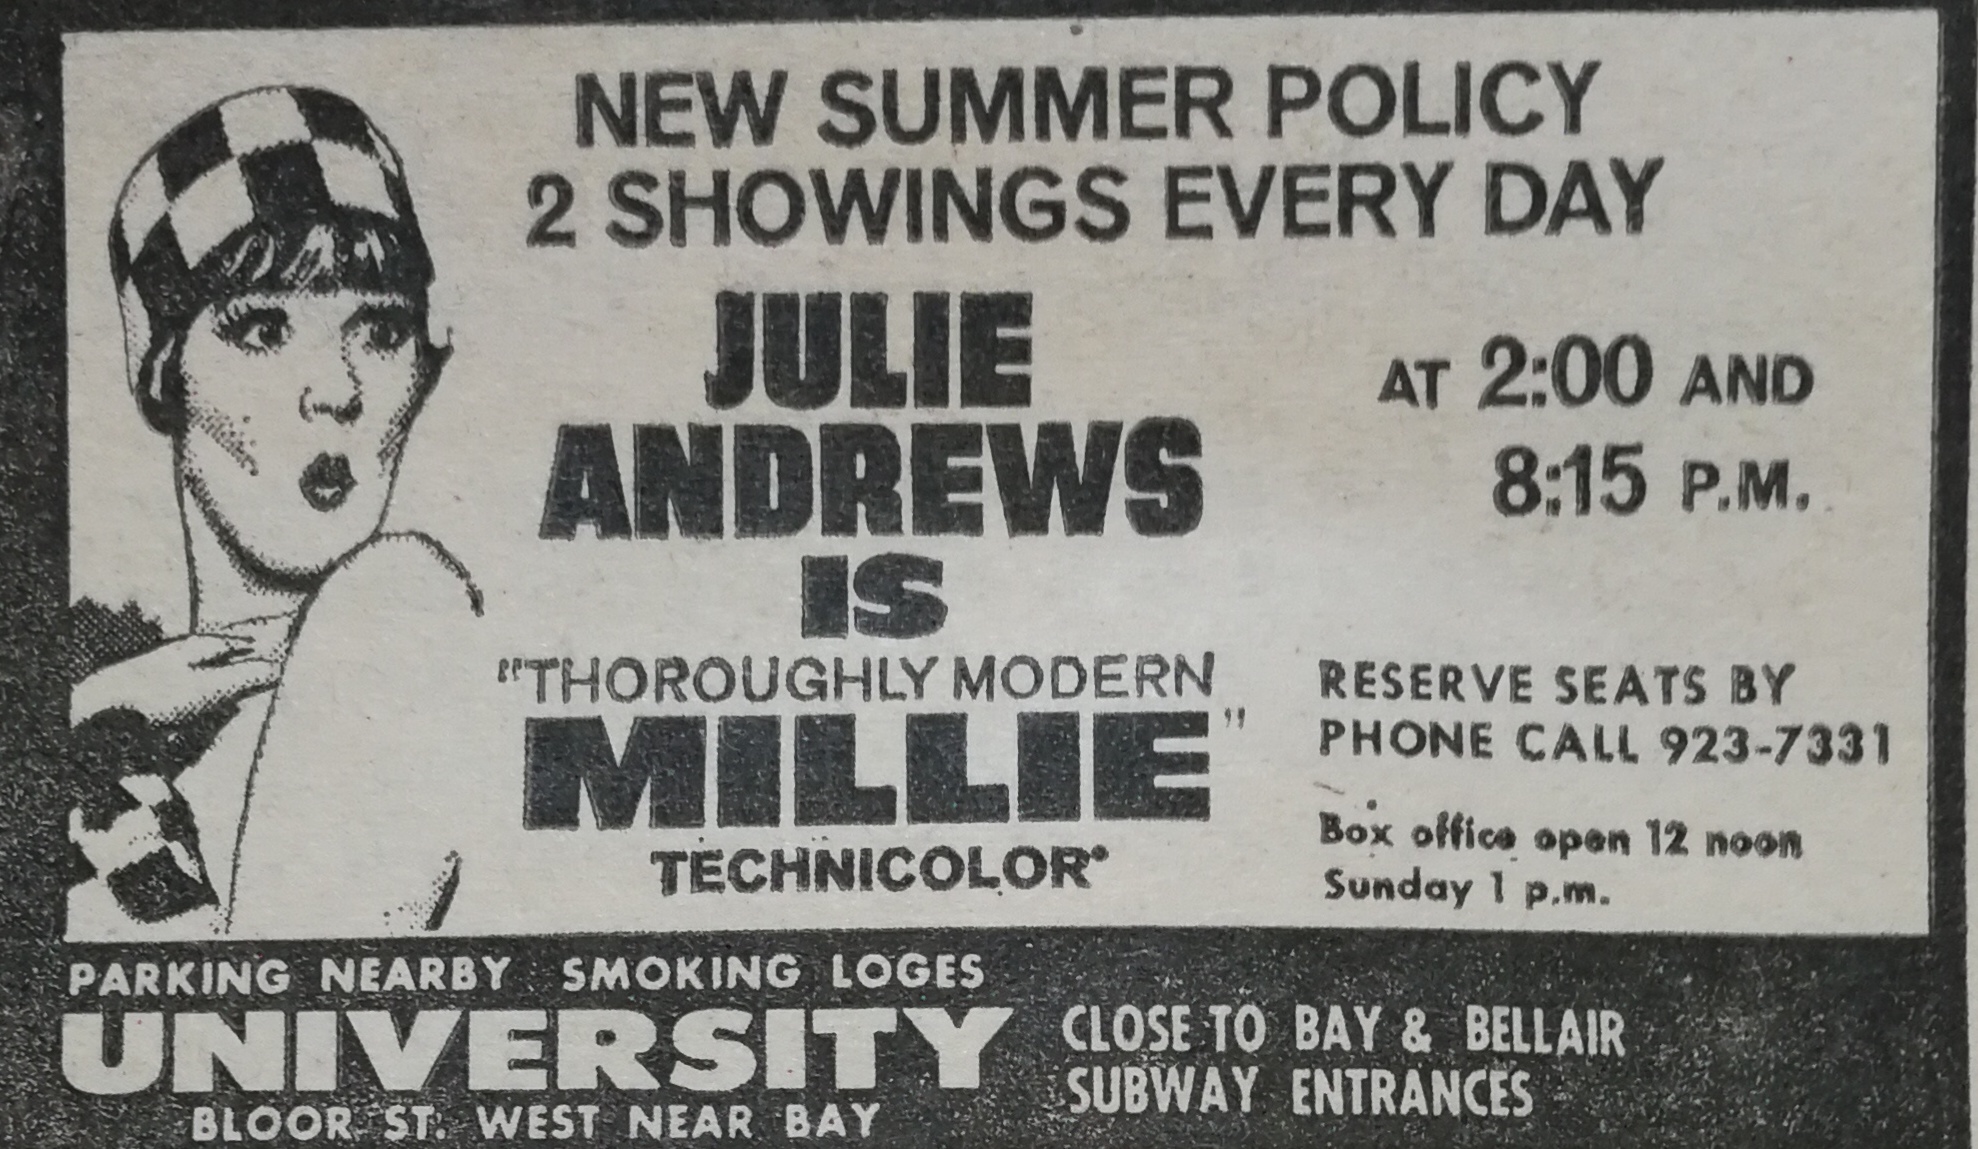 NEW SUMMER POLICY
2 SHOWINGS EVERY DAY
JULIE
ANDREWS
IS
"THOROUGHLY MODERN
MILLIE"
TECHNICOLOR®
AT 2:00 AND
8:15 P.M.
RESERVE SEATS BY
PHONE CALL 923-7331
Box office open 12 noon
Sunday 1 p.m.
PARKING NEARBY SMOKING LOGES
UNIVERSITY
BLOOR ST. WEST NEAR BAY
CLOSE TO BAY & BELLAIR
SUBWAY ENTRANCES